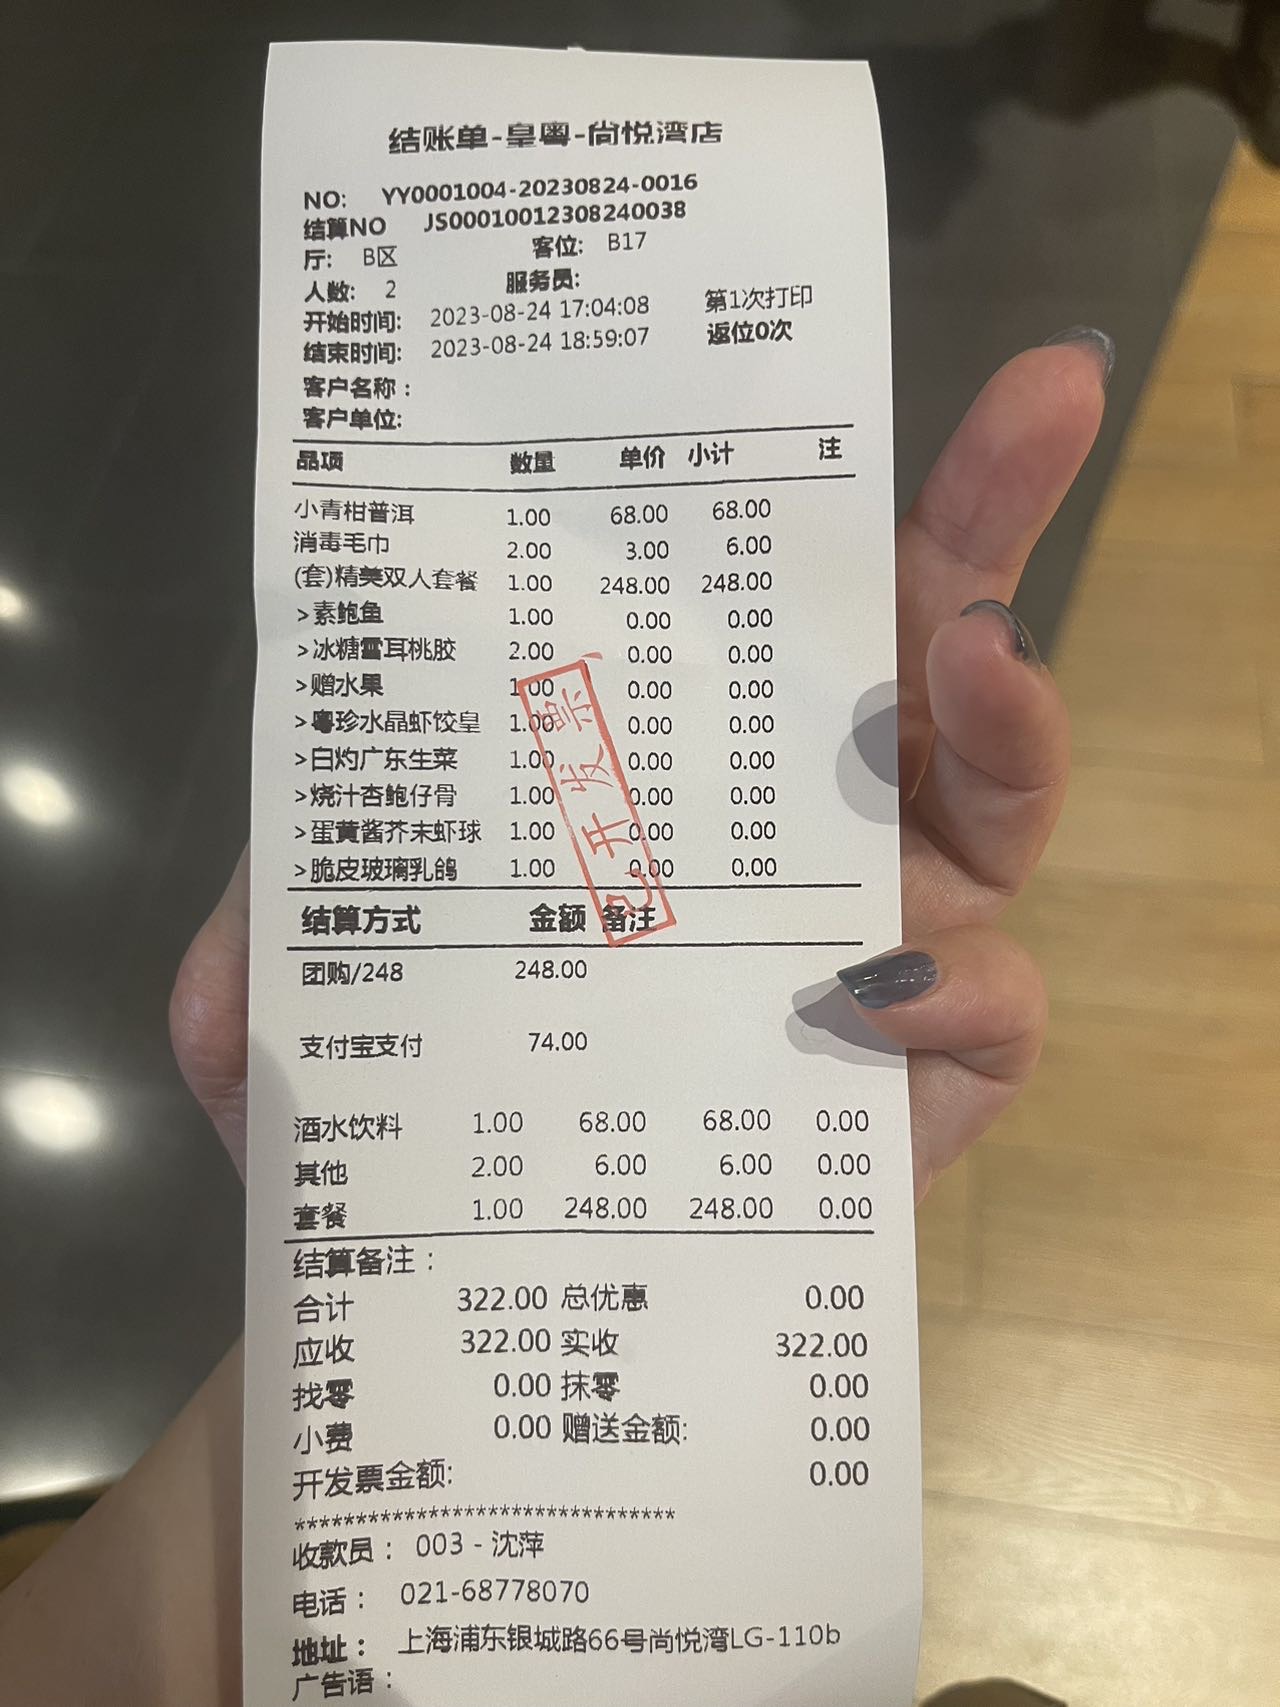 结账单-皇粤-尚悦湾店
NO: YY0001004-20230824-0016
结算NO JS00010012308240038
厅: B区 客位: B17
人数: 2 服务员:
开始时间: 2023-08-24 17:04:08 第1次打印
结束时间: 2023-08-24 18:59:07 返位0次
客户名称：
客户单位:
品项 数量 单价 小计 注
小青柑普洱 1.00 68.00 68.00
消毒毛巾 2.00 3.00 6.00
(套)精美双人套餐 1.00 248.00 248.00
>素鲍鱼 1.00 0.00 0.00
>冰糖雪耳桃胶 2.00 0.00 0.00
>赠水果 1.00 0.00 0.00
>粤珍水晶虾饺皇 1.00 0.00 0.00
>白灼广东生菜 1.00 0.00 0.00
>烧汁杏鲍仔骨 1.00 0.00 0.00
>蛋黄酱芥末虾球 1.00 0.00 0.00
>脆皮玻璃乳鸽 1.00 0.00 0.00
已开发票
结算方式 金额 备注
团购/248 248.00
支付宝支付 74.00
酒水饮料 1.00 68.00 68.00 0.00
其他 2.00 6.00 6.00 0.00
套餐 1.00 248.00 248.00 0.00
结算备注：
合计 322.00 总优惠 0.00
应收 322.00 实收 322.00
找零 0.00 抹零 0.00
小费 0.00 赠送金额: 0.00
开发票金额: 0.00
*********************************
收款员： 003 - 沈萍
电话： 021-68778070
地址： 上海浦东银城路66号尚悦湾LG-110b
广告语：